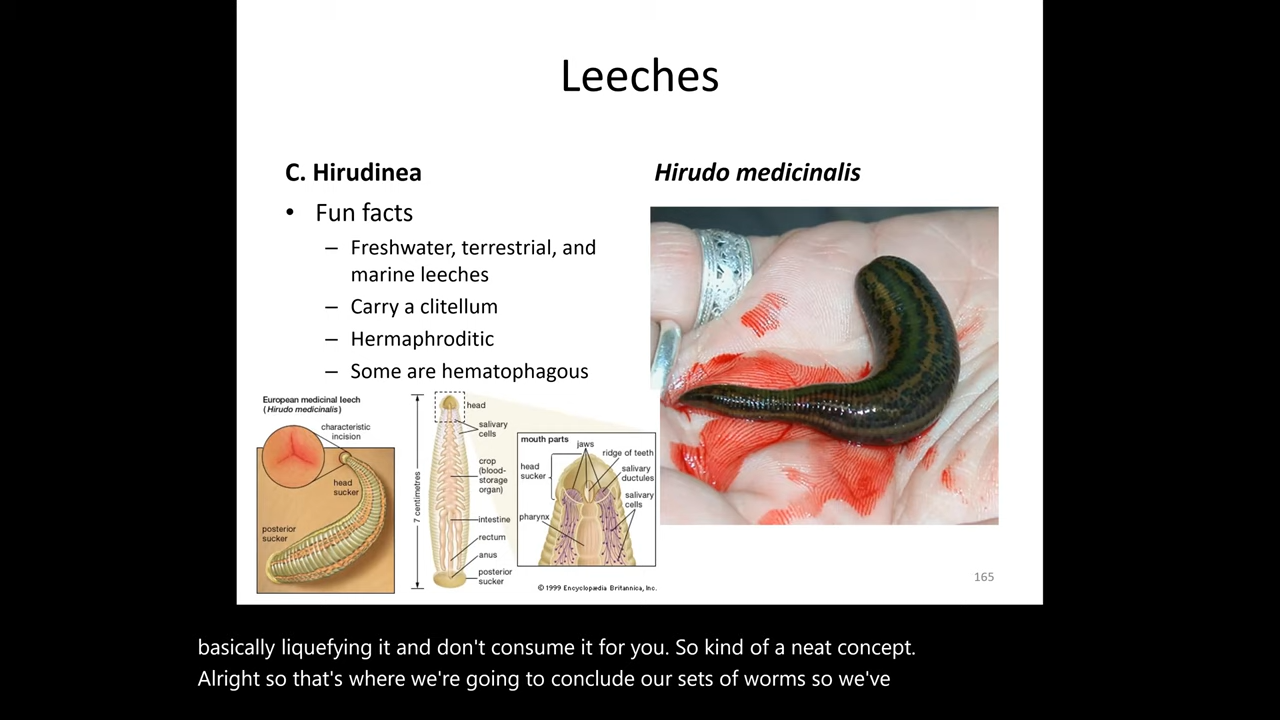 Leeches
C. Hirudinea
• Fun facts
– Freshwater, terrestrial, and
marine leeches
– Carry a clitellum
– Hermaphroditic
– Some are hematophagous
Hirudo medicinalis
European medicinal leech
(Hirudo medicinalis)
characteristic
incision
head
sucker
posterior
sucker
7 centimetres
head
salivary
cells
crop
(blood-
storage
organ)
intestine
rectum
anus
posterior
sucker
mouth parts
jaws
ridge of teeth
head
sucker
salivary
ductules
salivary
cells
pharynx
© 1999 Encyclopædia Britannica, Inc.
165
basically liquefying it and don't consume it for you. So kind of a neat concept.
Alright so that's where we're going to conclude our sets of worms so we've